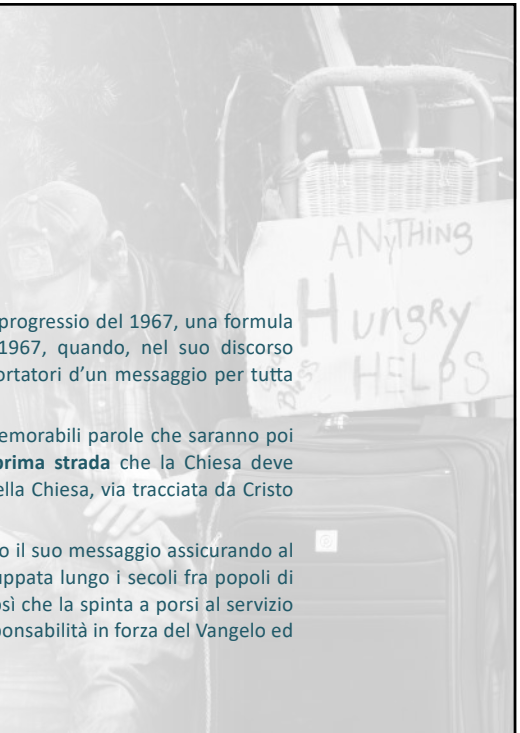 ANYTHING
HUNGRY
HELPS
BLESS
progressio del 1967, una formula
1967, quando, nel suo discorso
ortatori d'un messaggio per tutta
emorabili parole che saranno poi
prima strada che la Chiesa deve
ella Chiesa, via tracciata da Cristo
o il suo messaggio assicurando al
uppata lungo i secoli fra popoli di
osì che la spinta a porsi al servizio
ponsabilità in forza del Vangelo ed